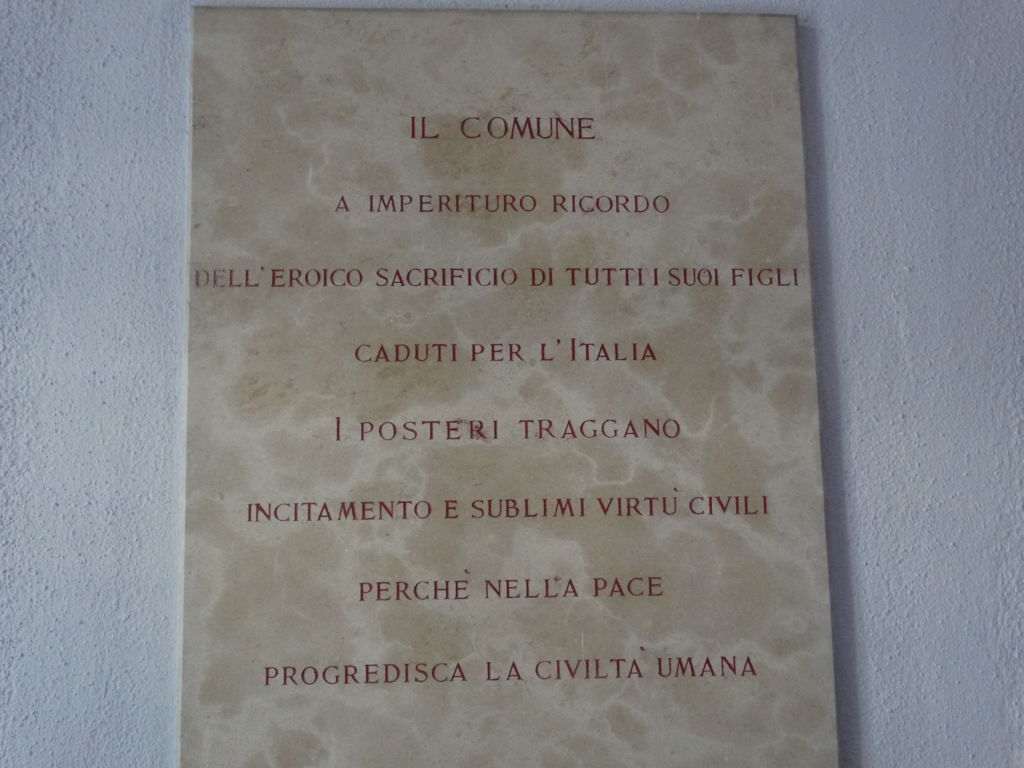 IL COMUNE
A IMPERITURO RICORDO
DELL'EROICO SACRIFICIO DI TUTTI I SUOI FIGLI
CADUTI PER L'ITALIA
I POSTERI TRAGGANO
INCITAMENTO E SUBLIMI VIRTÙ CIVILI
PERCHÈ NELLA PACE
PROGREDISCA LA CIVILTÀ UMANA